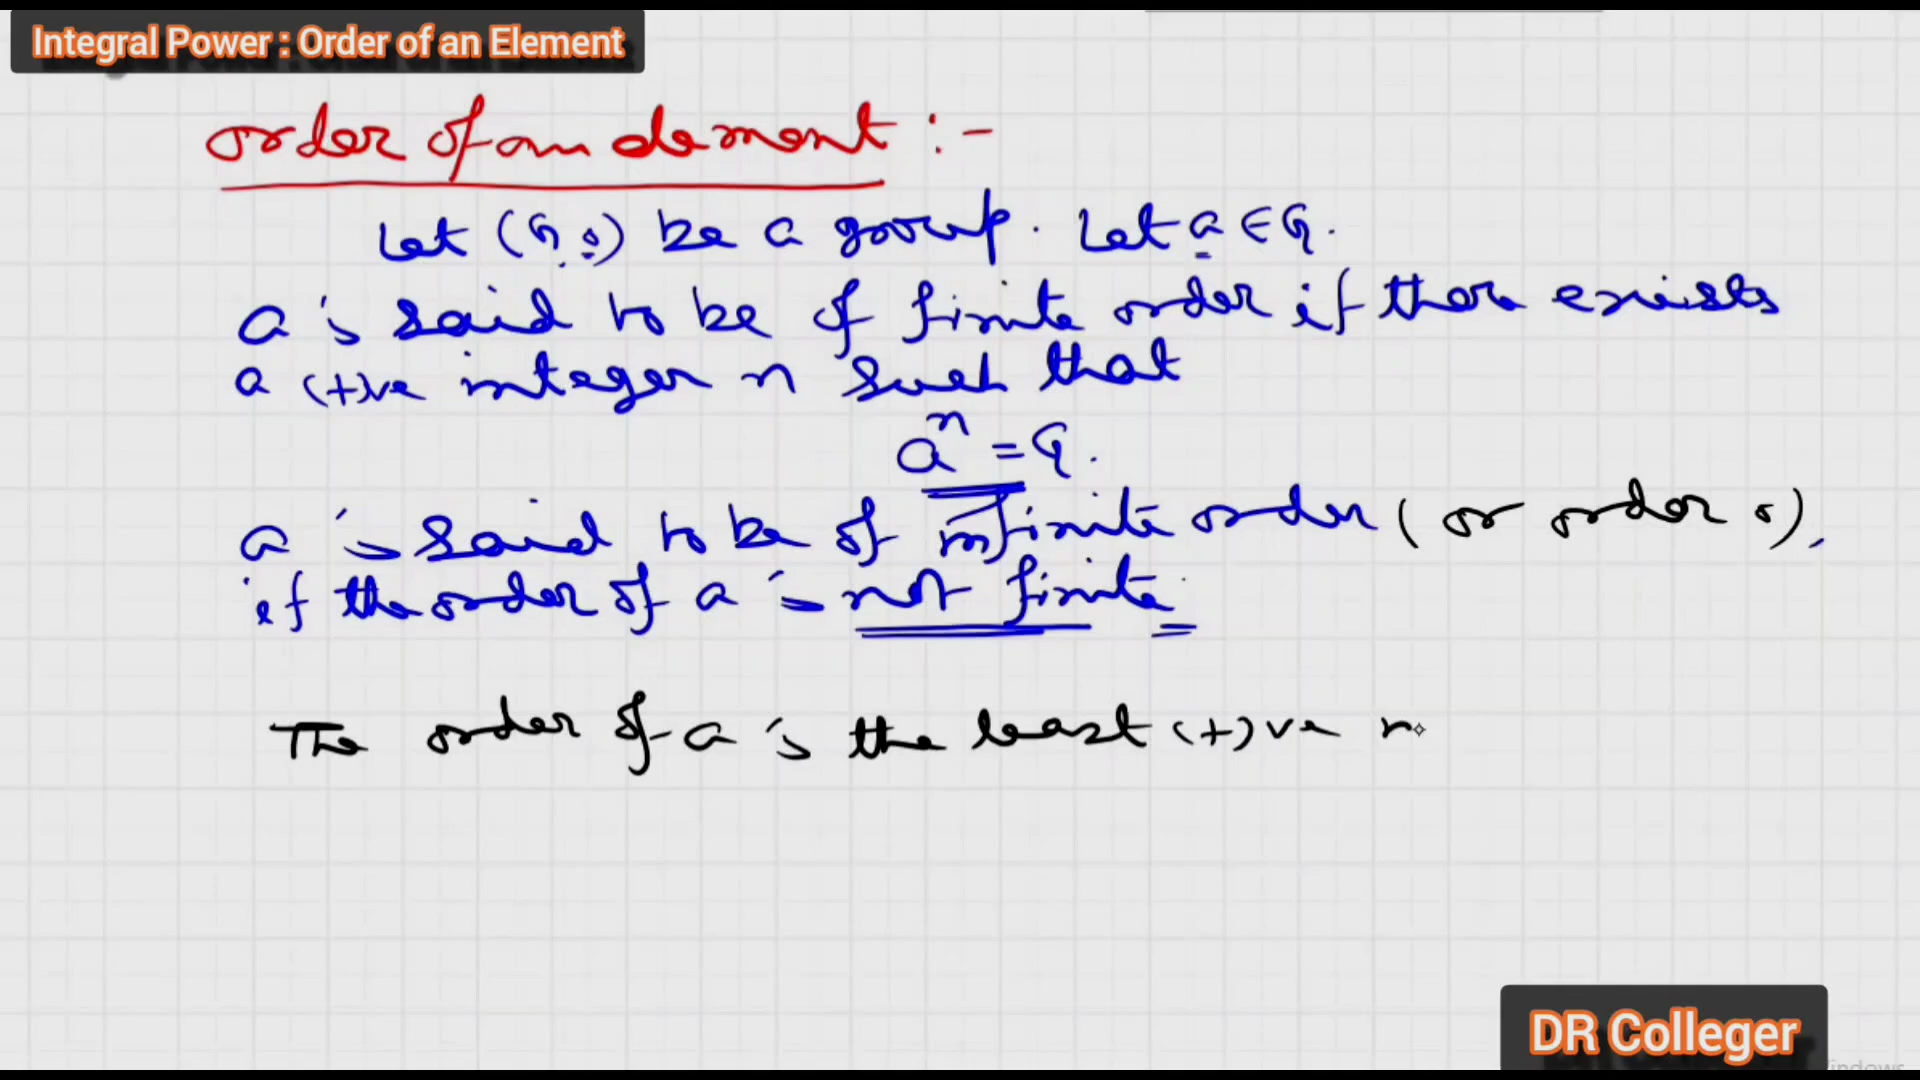 Integral Power : Order of an Element
order of an element :-
Let (G, o) be a group. Let a ∈ G.
a is said to be of finite order if there exists
a (+)ve integer n such that
aⁿ = e.
a is said to be of infinite order (or order o),
if the order of a is not finite.
The order of a is the least (+)ve n
DR Colleger